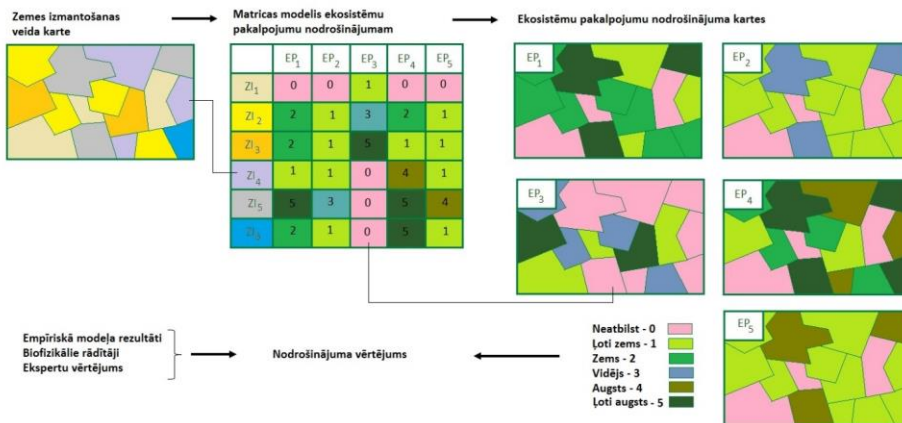 Zemes izmantošanas
veida karte
Matricas modelis ekosistēmu
pakalpojumu nodrošinājumam
Ekosistēmu pakalpojumu nodrošinājuma kartes
EP1 EP2 EP3 EP4 EP5
ZI1 0 0 1 0 0
ZI2 2 1 3 2 1
ZI3 2 1 5 1 1
ZI4 1 1 0 4 1
ZI5 5 3 0 5 4
ZI5 2 1 0 5 1
EP1
EP2
EP3
EP4
EP5
Empīriskā modeļa rezultāti
Biofizikālie rādītāji
Ekspertu vērtējums
Nodrošinājuma vērtējums
Neatbilst - 0
Ļoti zems - 1
Zems - 2
Vidējs - 3
Augsts - 4
Ļoti augsts - 5